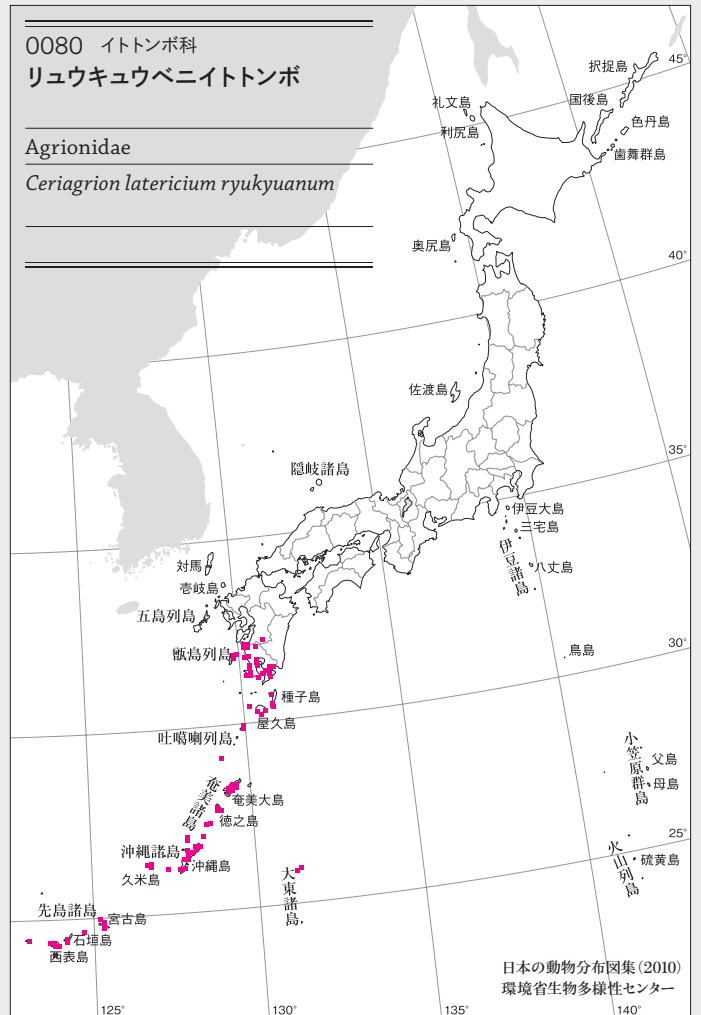 0080 イトトンボ科
リュウキュウベニイトトンボ
Agrionidae
Ceriagrion latericium ryukyuanum
択捉島
45°
礼文島
国後島
利尻島
色丹島
歯舞群島
奥尻島
40°
佐渡島
35°
隠岐諸島
伊豆大島
三宅島
伊豆諸島
対馬
八丈島
壱岐島
五島列島
甑島列島
鳥島
30°
種子島
屋久島
吐噶喇列島
小笠原群島
父島
母島
奄美諸島
奄美大島
徳之島
25°
沖縄諸島
沖縄島
久米島
火山列島
硫黄島
大東諸島
先島諸島
宮古島
石垣島
西表島
日本の動物分布図集(2010)
環境省生物多様性センター
125°
130°
135°
140°